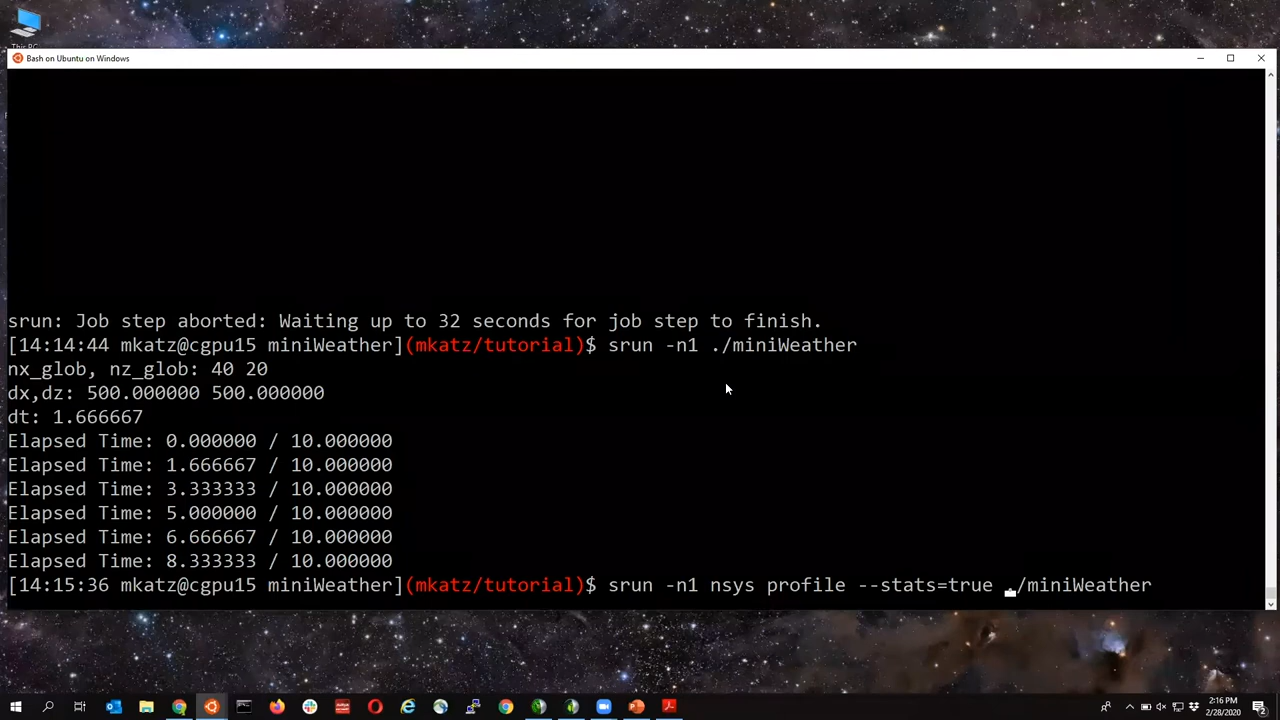 This PC
Bash on Ubuntu on Windows
srun: Job step aborted: Waiting up to 32 seconds for job step to finish.
[14:14:44 mkatz@cgpu15 miniWeather](mkatz/tutorial)$ srun -n1 ./miniWeather
nx_glob, nz_glob: 40 20
dx,dz: 500.000000 500.000000
dt: 1.666667
Elapsed Time: 0.000000 / 10.000000
Elapsed Time: 1.666667 / 10.000000
Elapsed Time: 3.333333 / 10.000000
Elapsed Time: 5.000000 / 10.000000
Elapsed Time: 6.666667 / 10.000000
Elapsed Time: 8.333333 / 10.000000
[14:15:36 mkatz@cgpu15 miniWeather](mkatz/tutorial)$ srun -n1 nsys profile --stats=true ./miniWeather
2:16 PM
2/28/2020